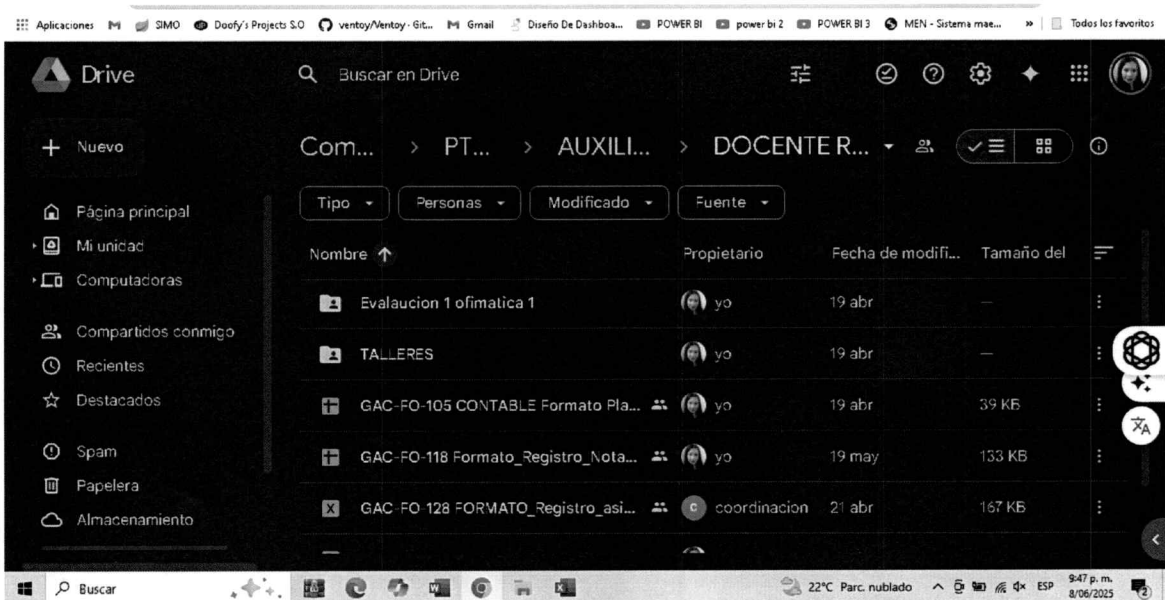 Aplicaciones SIMO Doofy's Projects S.O ventoy/Ventoy - Git... Gmail Diseño De Dashboa... POWER BI power bi 2 POWER BI 3 MEN - Sistema mae... » Todos los favoritos
Drive
Buscar en Drive
Nuevo
Com... > PT... > AUXILI... > DOCENTE R...
Tipo Personas Modificado Fuente
Página principal
Mi unidad
Computadoras
Compartidos conmigo
Recientes
Destacados
Spam
Papelera
Almacenamiento
Nombre Propietario Fecha de modifi... Tamaño del
Evalaucion 1 ofimatica 1 yo 19 abr —
TALLERES yo 19 abr —
GAC-FO-105 CONTABLE Formato Pla... yo 19 abr 39 KB
GAC-FO-118 Formato_Registro_Nota... yo 19 may 133 KB
GAC-FO-128 FORMATO_Registro_asi... c coordinacion 21 abr 167 KB
Buscar
22°C Parc. nublado ESP 9:47 p. m.
8/06/2025 2